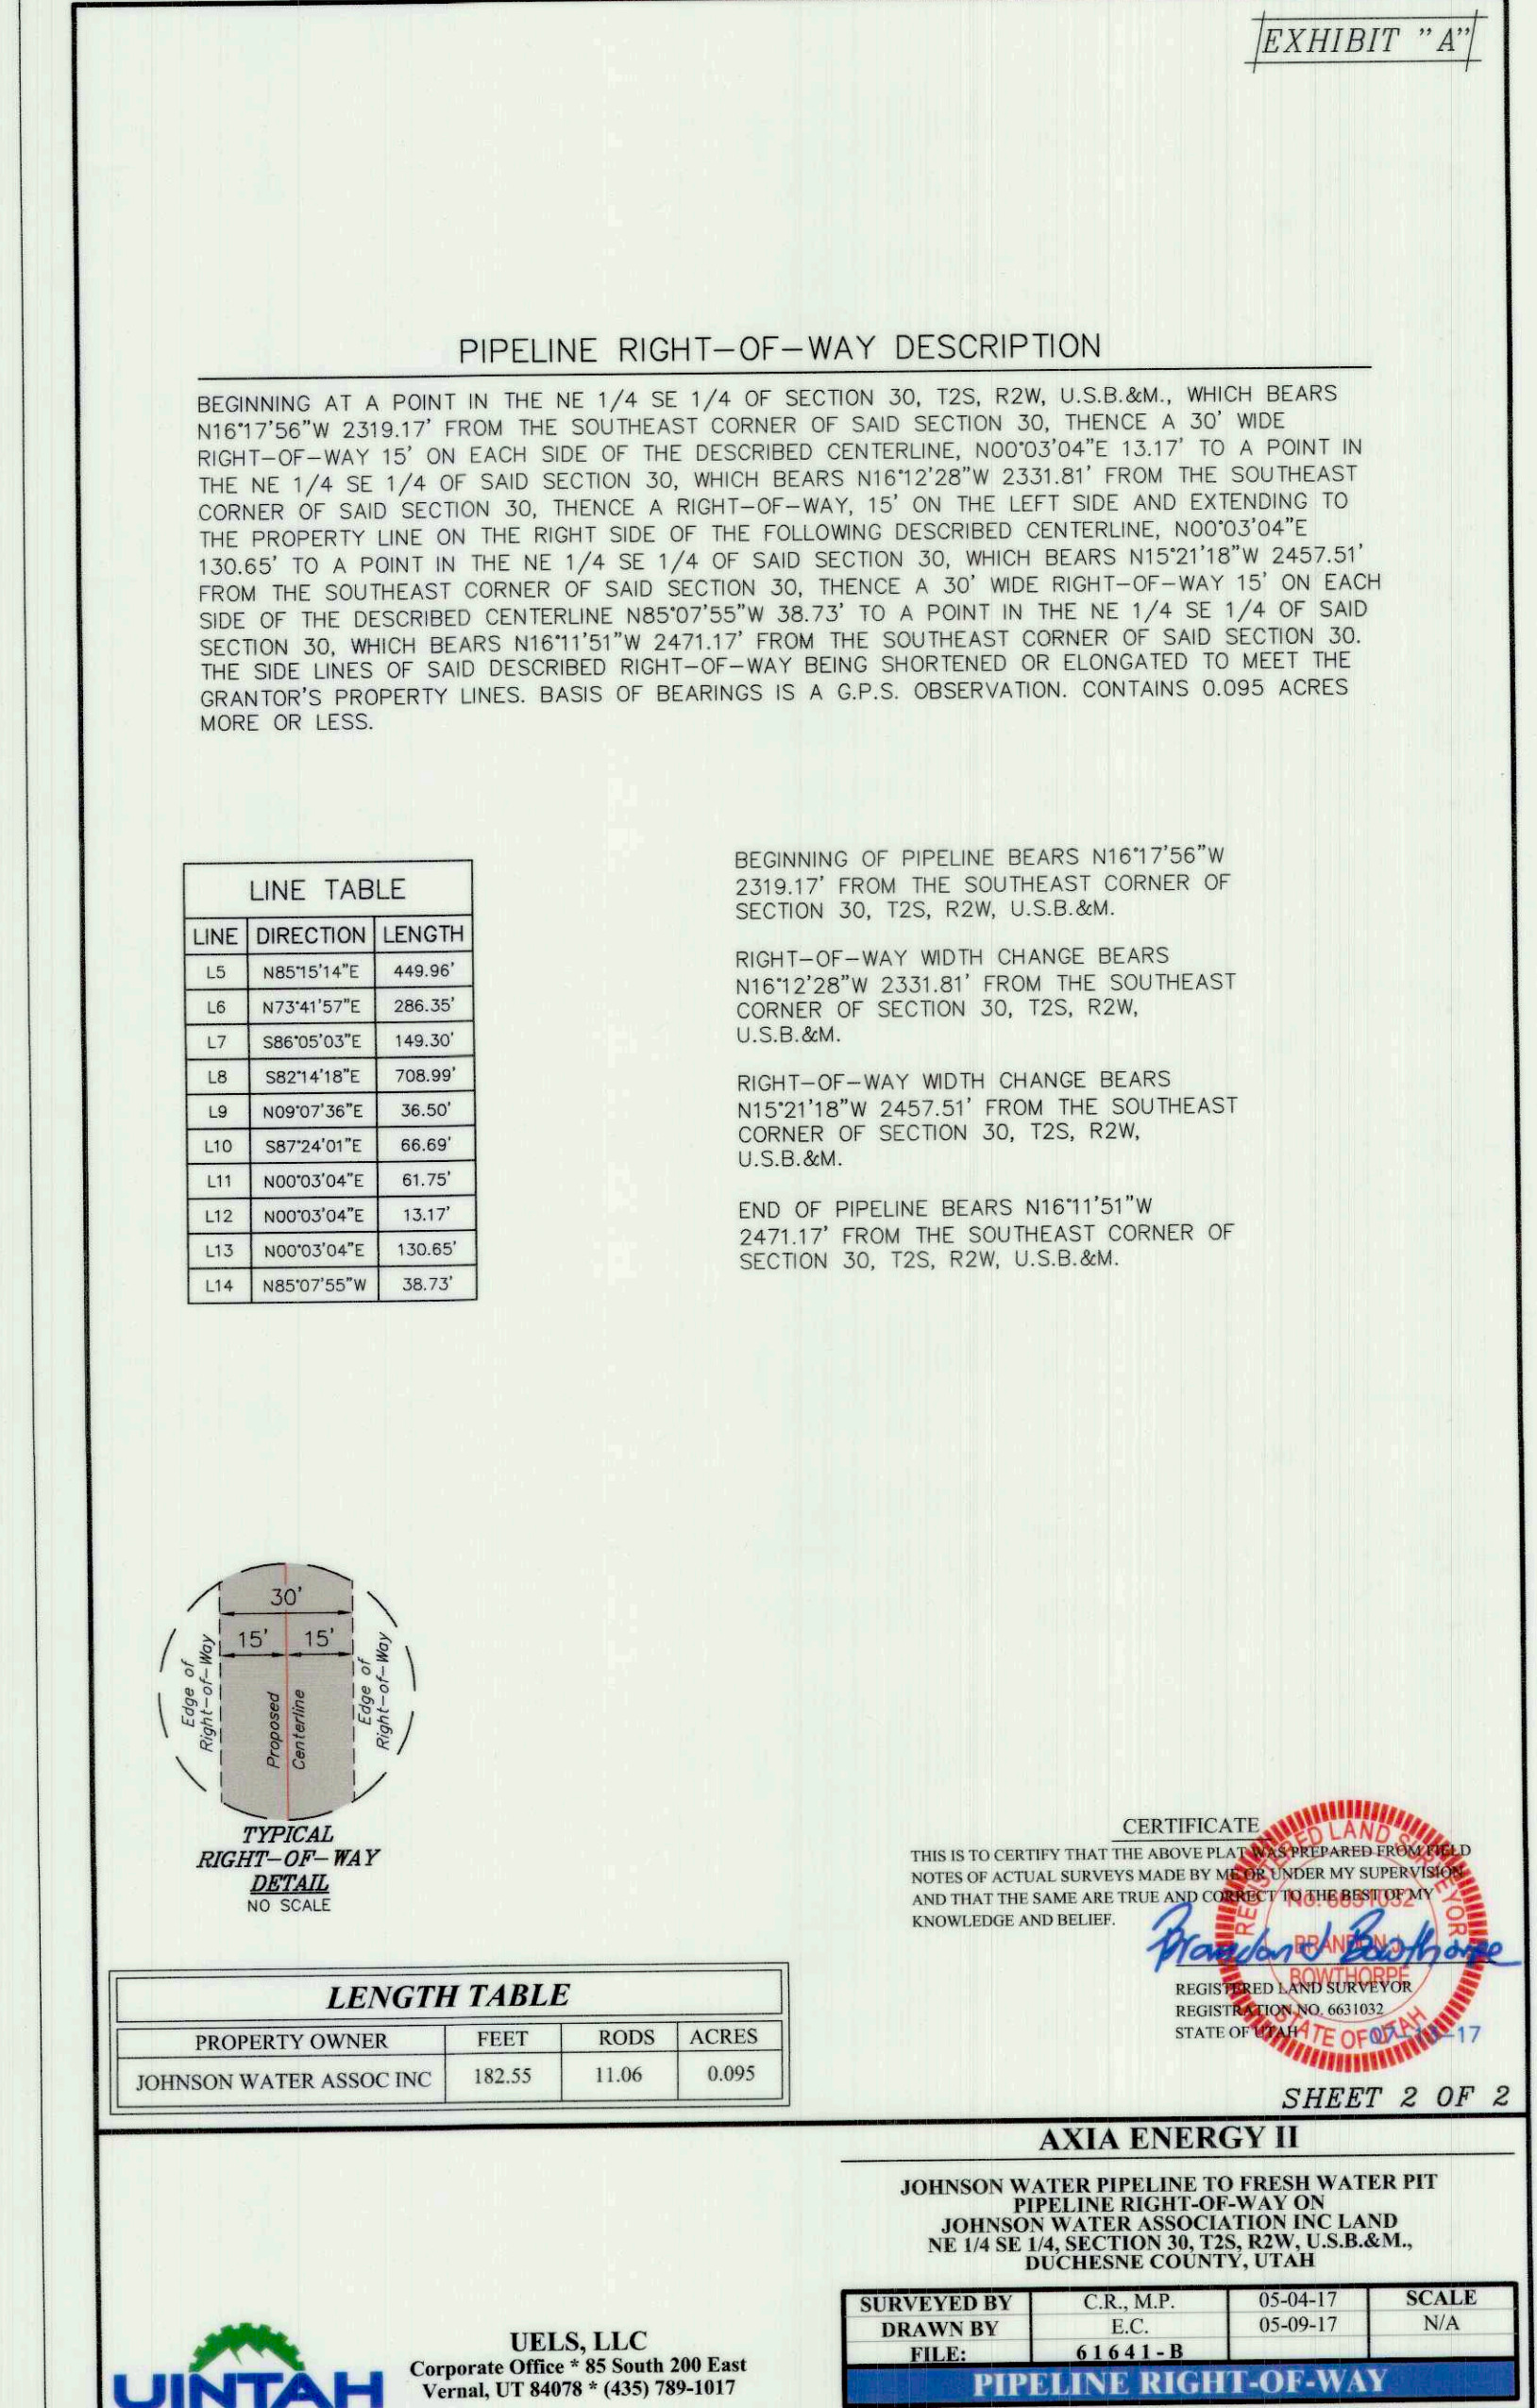 EXHIBIT "A"
PIPELINE RIGHT-OF-WAY DESCRIPTION
BEGINNING AT A POINT IN THE NE 1/4 SE 1/4 OF SECTION 30, T2S, R2W, U.S.B.&M., WHICH BEARS
N16°17'56"W 2319.17' FROM THE SOUTHEAST CORNER OF SAID SECTION 30, THENCE A 30' WIDE
RIGHT-OF-WAY 15' ON EACH SIDE OF THE DESCRIBED CENTERLINE, N00°03'04"E 13.17' TO A POINT IN
THE NE 1/4 SE 1/4 OF SAID SECTION 30, WHICH BEARS N16°12'28"W 2331.81' FROM THE SOUTHEAST
CORNER OF SAID SECTION 30, THENCE A RIGHT-OF-WAY, 15' ON THE LEFT SIDE AND EXTENDING TO
THE PROPERTY LINE ON THE RIGHT SIDE OF THE FOLLOWING DESCRIBED CENTERLINE, N00°03'04"E
130.65' TO A POINT IN THE NE 1/4 SE 1/4 OF SAID SECTION 30, WHICH BEARS N15°21'18"W 2457.51'
FROM THE SOUTHEAST CORNER OF SAID SECTION 30, THENCE A 30' WIDE RIGHT-OF-WAY 15' ON EACH
SIDE OF THE DESCRIBED CENTERLINE N85°07'55"W 38.73' TO A POINT IN THE NE 1/4 SE 1/4 OF SAID
SECTION 30, WHICH BEARS N16°11'51"W 2471.17' FROM THE SOUTHEAST CORNER OF SAID SECTION 30.
THE SIDE LINES OF SAID DESCRIBED RIGHT-OF-WAY BEING SHORTENED OR ELONGATED TO MEET THE
GRANTOR'S PROPERTY LINES. BASIS OF BEARINGS IS A G.P.S. OBSERVATION. CONTAINS 0.095 ACRES
MORE OR LESS.
LINE TABLE
LINE DIRECTION LENGTH
L5 N85°15'14"E 449.96'
L6 N73°41'57"E 286.35'
L7 S86°05'03"E 149.30'
L8 S82°14'18"E 708.99'
L9 N09°07'36"E 36.50'
L10 S87°24'01"E 66.69'
L11 N00°03'04"E 61.75'
L12 N00°03'04"E 13.17'
L13 N00°03'04"E 130.65'
L14 N85°07'55"W 38.73'
BEGINNING OF PIPELINE BEARS N16°17'56"W
2319.17' FROM THE SOUTHEAST CORNER OF
SECTION 30, T2S, R2W, U.S.B.&M.
RIGHT-OF-WAY WIDTH CHANGE BEARS
N16°12'28"W 2331.81' FROM THE SOUTHEAST
CORNER OF SECTION 30, T2S, R2W,
U.S.B.&M.
RIGHT-OF-WAY WIDTH CHANGE BEARS
N15°21'18"W 2457.51' FROM THE SOUTHEAST
CORNER OF SECTION 30, T2S, R2W,
U.S.B.&M.
END OF PIPELINE BEARS N16°11'51"W
2471.17' FROM THE SOUTHEAST CORNER OF
SECTION 30, T2S, R2W, U.S.B.&M.
30'
15' 15'
Edge of
Right-of-Way
Proposed
Centerline
Edge of
Right-of-Way
TYPICAL
RIGHT-OF-WAY
DETAIL
NO SCALE
CERTIFICATE
THIS IS TO CERTIFY THAT THE ABOVE PLAT WAS PREPARED FROM FIELD
NOTES OF ACTUAL SURVEYS MADE BY ME OR UNDER MY SUPERVISION
AND THAT THE SAME ARE TRUE AND CORRECT TO THE BEST OF MY
KNOWLEDGE AND BELIEF.
Brandon J Bowthorpe
REGISTERED LAND SURVEYOR
REGISTRATION NO. 6631032
STATE OF UTAH
REGISTERED LAND SURVEYOR
No. 6631032
BRANDON J.
BOWTHORPE
STATE OF UTAH
LENGTH TABLE
PROPERTY OWNER FEET RODS ACRES
JOHNSON WATER ASSOC INC 182.55 11.06 0.095
SHEET 2 OF 2
AXIA ENERGY II
JOHNSON WATER PIPELINE TO FRESH WATER PIT
PIPELINE RIGHT-OF-WAY ON
JOHNSON WATER ASSOCIATION INC LAND
NE 1/4 SE 1/4, SECTION 30, T2S, R2W, U.S.B.&M.,
DUCHESNE COUNTY, UTAH
SURVEYED BY C.R., M.P. 05-04-17 SCALE
DRAWN BY E.C. 05-09-17 N/A
FILE: 61641-B
PIPELINE RIGHT-OF-WAY
UINTAH
UELS, LLC
Corporate Office * 85 South 200 East
Vernal, UT 84078 * (435) 789-1017